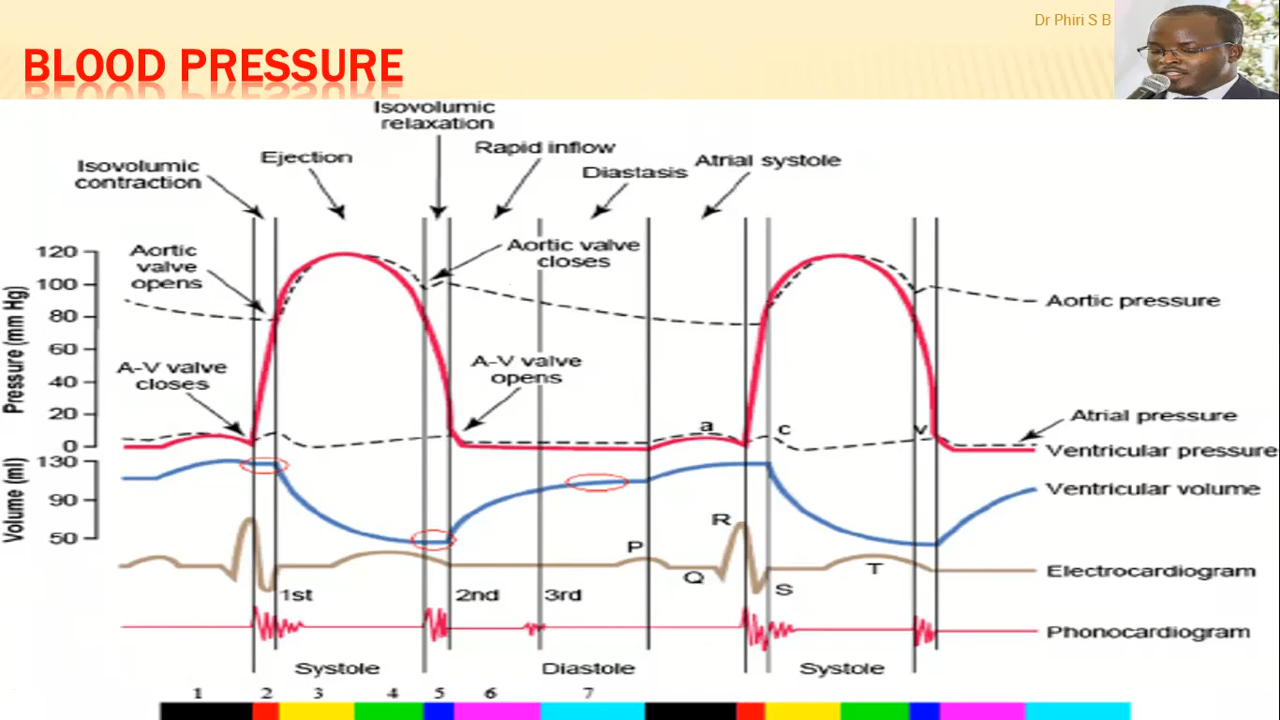 Dr Phiri S B
BLOOD PRESSURE
Isovolumic
relaxation
Isovolumic
contraction
Ejection
Rapid inflow
Diastasis
Atrial systole
Aortic
valve
opens
Aortic valve
closes
A-V valve
closes
A-V valve
opens
Pressure (mm Hg)
120
100
80
60
40
20
0
Volume (ml)
130
90
50
a
c
v
Aortic pressure
Atrial pressure
Ventricular pressure
Ventricular volume
R
P
Q
S
T
Electrocardiogram
1st
2nd
3rd
Phonocardiogram
Systole
Diastole
Systole
1 2 3 4 5 6 7